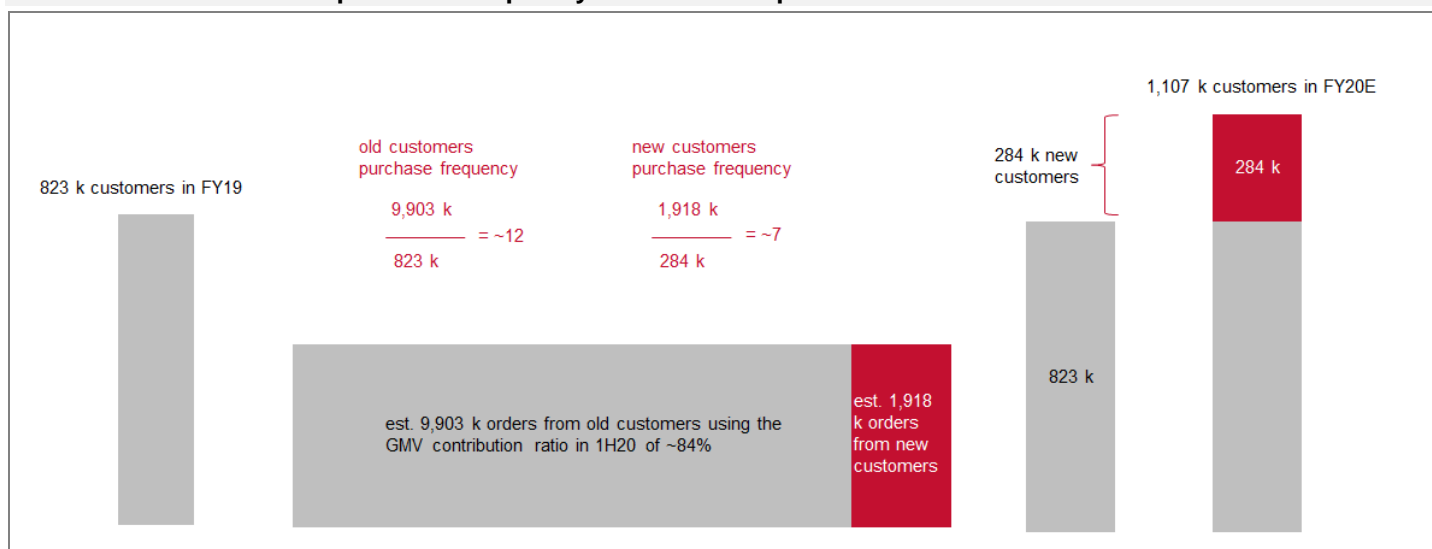 823 k customers in FY19
old customers
purchase frequency
9,903 k
= ~12
823 k
new customers
purchase frequency
1,918 k
= ~7
284 k
est. 9,903 k orders from old customers using the
GMV contribution ratio in 1H20 of ~84%
est. 1,918
k orders
from new
customers
284 k new
customers
823 k
1,107 k customers in FY20E
284 k